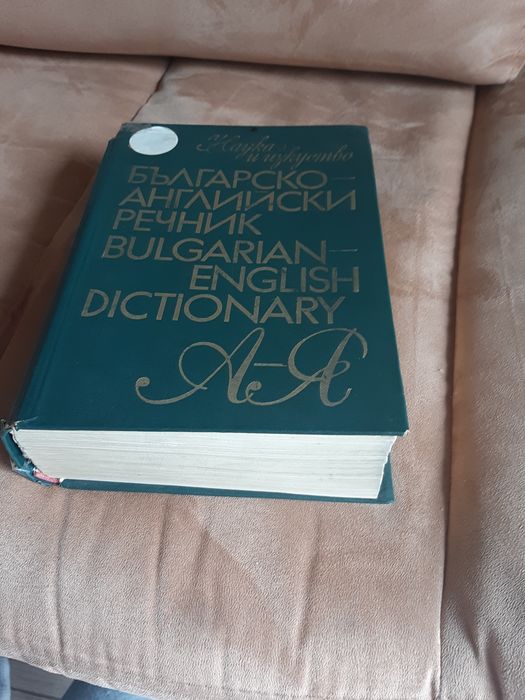 Наука
и изкуство
БЪЛГАРСКО–
АНГЛИЙСКИ
РЕЧНИК
BULGARIAN–
ENGLISH
DICTIONARY
А–Я